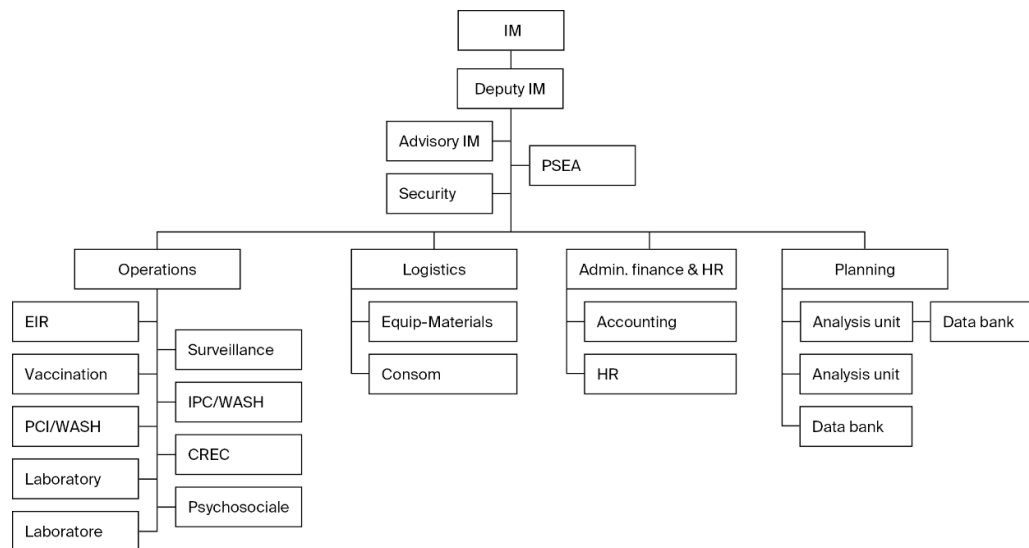 IM
Deputy IM
Advisory IM
PSEA
Security
Operations
Logistics
Admin. finance & HR
Planning
EIR
Surveillance
Vaccination
IPC/WASH
PCI/WASH
CREC
Laboratory
Psychosociale
Laboratore
Equip-Materials
Consom
Accounting
HR
Analysis unit
Data bank
Analysis unit
Data bank